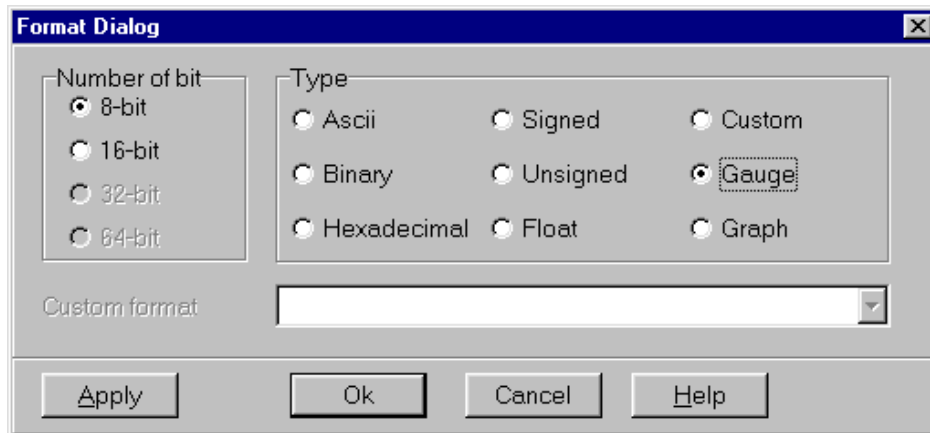 Format Dialog
Number of bit
8-bit
16-bit
32-bit
64-bit
Type
Ascii
Signed
Custom
Binary
Unsigned
Gauge
Hexadecimal
Float
Graph
Custom format
Apply
Ok
Cancel
Help